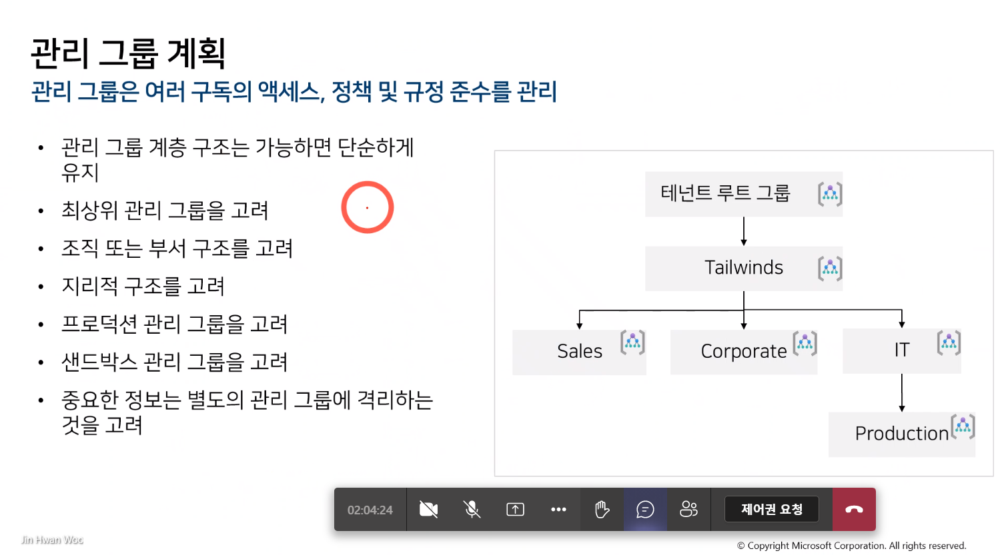 관리 그룹 계획
관리 그룹은 여러 구독의 액세스, 정책 및 규정 준수를 관리
• 관리 그룹 계층 구조는 가능하면 단순하게
유지
• 최상위 관리 그룹을 고려
• 조직 또는 부서 구조를 고려
• 지리적 구조를 고려
• 프로덕션 관리 그룹을 고려
• 샌드박스 관리 그룹을 고려
• 중요한 정보는 별도의 관리 그룹에 격리하는
것을 고려
테넌트 루트 그룹
Tailwinds
Sales
Corporate
IT
Production
02:04:24
제어권 요청
Jin Hwan Woo
© Copyright Microsoft Corporation. All rights reserved.